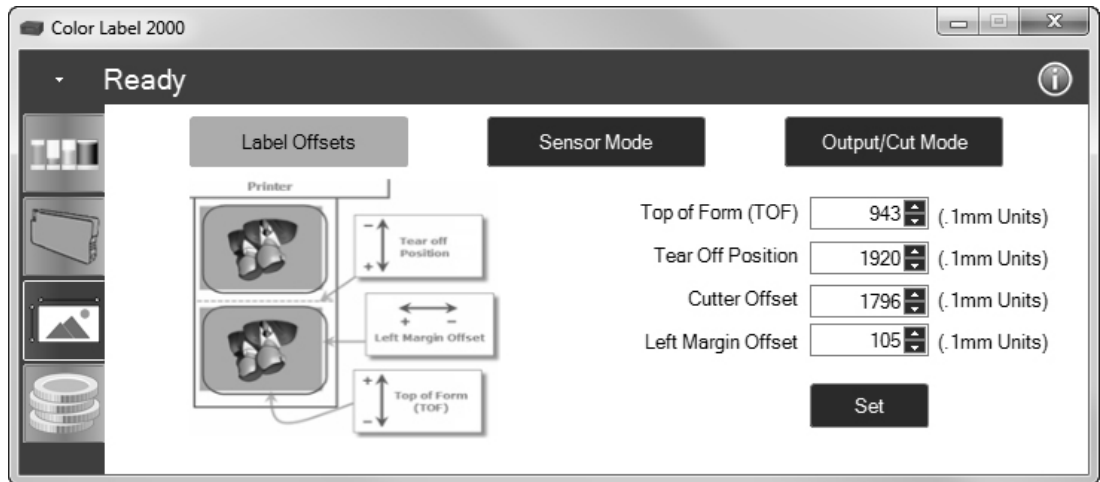 Color Label 2000
Ready
Label Offsets
Sensor Mode
Output/Cut Mode
Printer
- Tear off
+ Position
+ -
Left Margin Offset
+ Top of Form
- (TOF)
Top of Form (TOF) 943 (.1mm Units)
Tear Off Position 1920 (.1mm Units)
Cutter Offset 1796 (.1mm Units)
Left Margin Offset 105 (.1mm Units)
Set